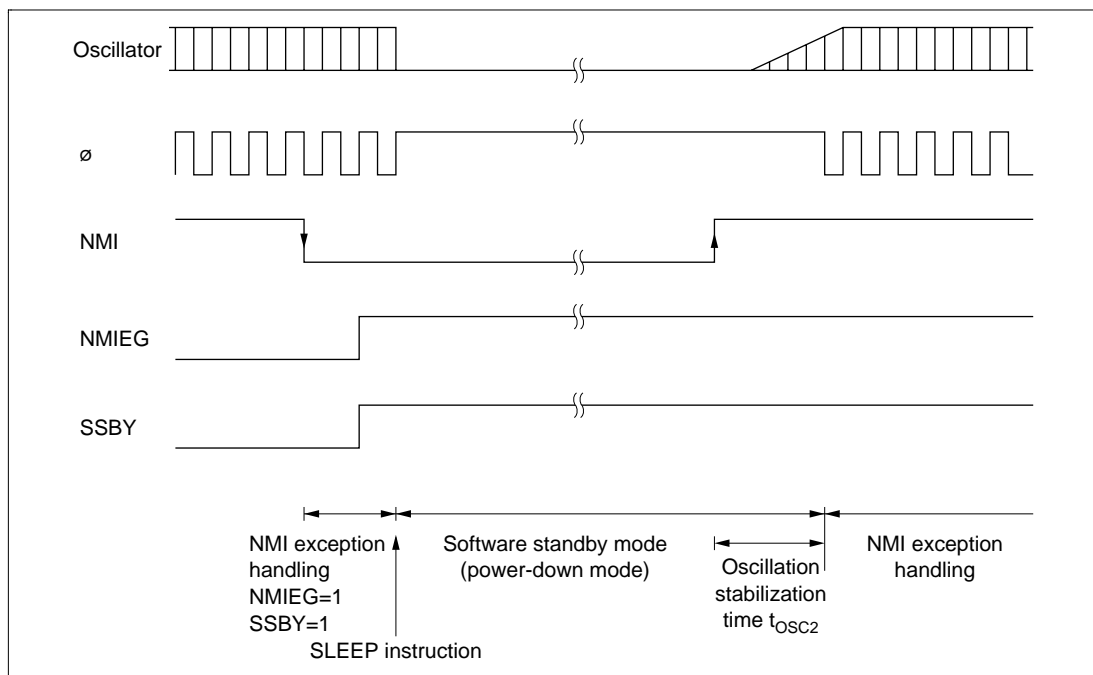 Oscillator
ø
NMI
NMIEG
SSBY
NMI exception
handling
NMIEG=1
SSBY=1
SLEEP instruction
Software standby mode
(power-down mode)
Oscillation
stabilization
time tOSC2
NMI exception
handling